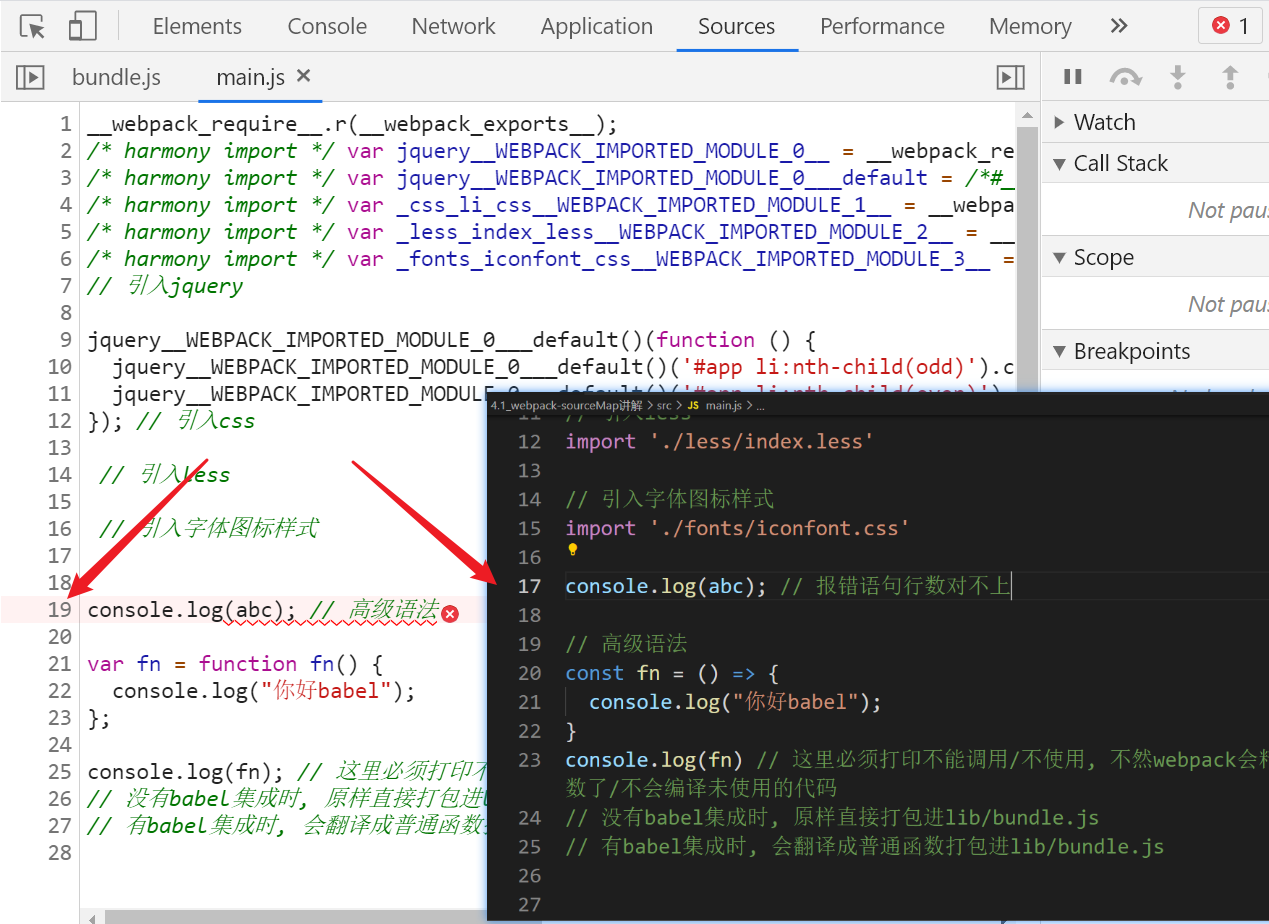 Elements Console Network Application Sources Performance Memory 1
bundle.js main.js
Watch
Call Stack
Not pau
Scope
Not pau
Breakpoints
1 __webpack_require__.r(__webpack_exports__);
2 /* harmony import */ var jquery__WEBPACK_IMPORTED_MODULE_0__ = __webpack_re
3 /* harmony import */ var jquery__WEBPACK_IMPORTED_MODULE_0___default = /*#_
4 /* harmony import */ var _css_li_css__WEBPACK_IMPORTED_MODULE_1__ = __webpa
5 /* harmony import */ var _less_index_less__WEBPACK_IMPORTED_MODULE_2__ = __
6 /* harmony import */ var _fonts_iconfont_css__WEBPACK_IMPORTED_MODULE_3__ =
7 // 引入jquery
8
9 jquery__WEBPACK_IMPORTED_MODULE_0___default()(function () {
10 jquery__WEBPACK_IMPORTED_MODULE_0___default()('#app li:nth-child(odd)').c
11 jquery__WEBPACK_IMPORTED_MODULE_0___default()('#app li:nth-child(even)')
12 }); // 引入css
13
14 // 引入less
15
16 // 引入字体图标样式
17
18
19 console.log(abc); // 高级语法
20
21 var fn = function fn() {
22 console.log("你好babel");
23 };
24
25 console.log(fn); // 这里必须打印不
26 // 没有babel集成时, 原样直接打包进
27 // 有babel集成时, 会翻译成普通函数
28
4.1_webpack-sourceMap讲解 > src > JS main.js > ...
11 // 引入less
12 import './less/index.less'
13
14 // 引入字体图标样式
15 import './fonts/iconfont.css'
16
17 console.log(abc); // 报错语句行数对不上
18
19 // 高级语法
20 const fn = () => {
21 console.log("你好babel");
22 }
23 console.log(fn) // 这里必须打印不能调用/不使用, 不然webpack会精
数了/不会编译未使用的代码
24 // 没有babel集成时, 原样直接打包进lib/bundle.js
25 // 有babel集成时, 会翻译成普通函数打包进lib/bundle.js
26
27